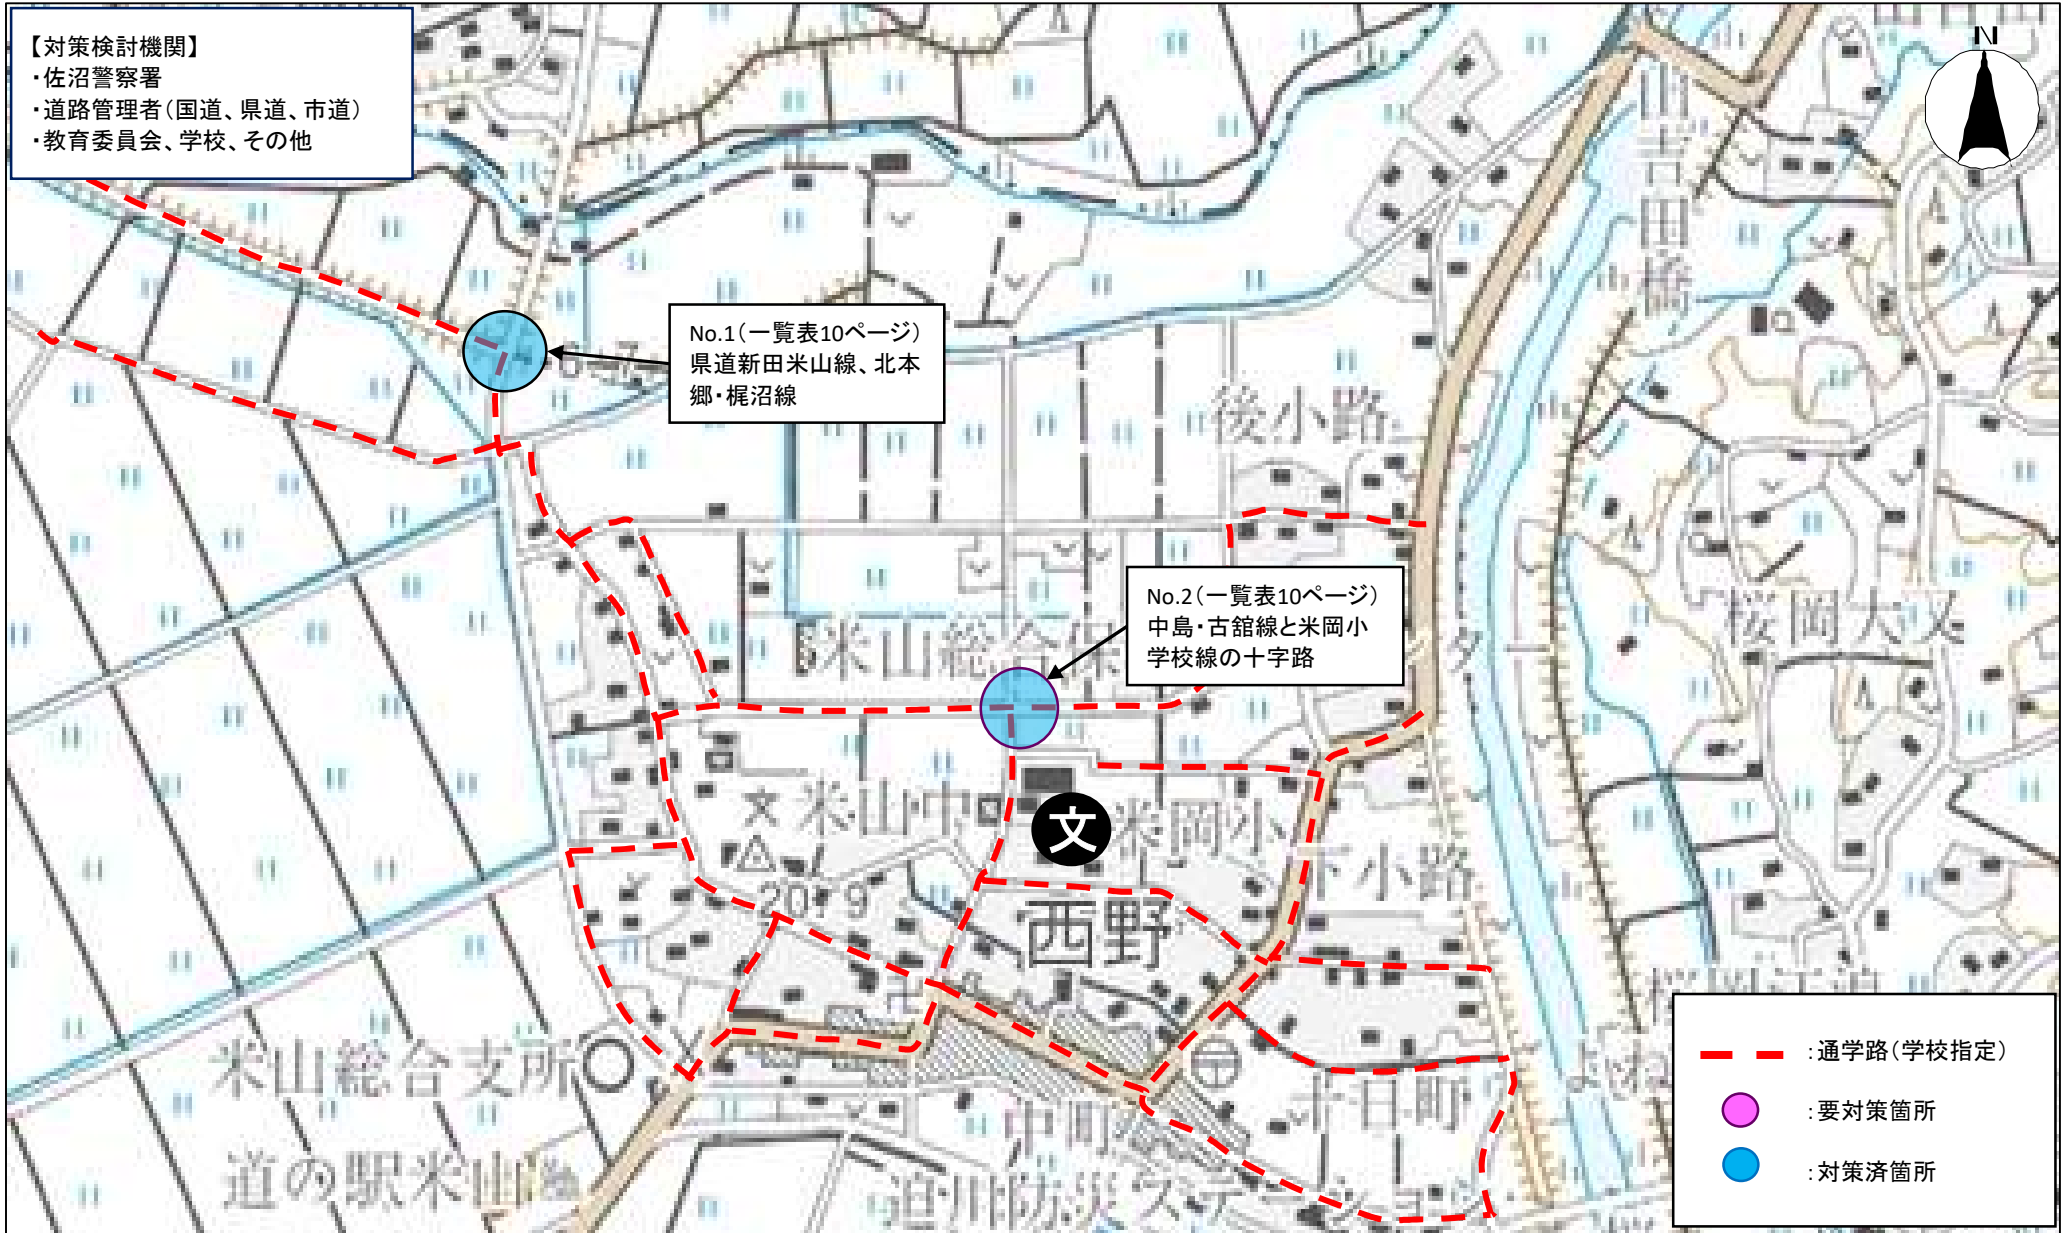 【対策検討機関】
・佐沼警察署
・道路管理者(国道、県道、市道)
・教育委員会、学校、その他
N
山吉田橋
No.1(一覧表10ページ)
県道新田米山線、北本
郷・梶沼線
後小路
No.2(一覧表10ページ)
中島・古舘線と米岡小
学校線の十字路
桜岡大又
米山総合保
米山中
文
米岡小
下小路
西野
米山総合支所
十日町
中町
道の駅米山
迫川防災ステーション
:通学路(学校指定)
:要対策箇所
:対策済箇所